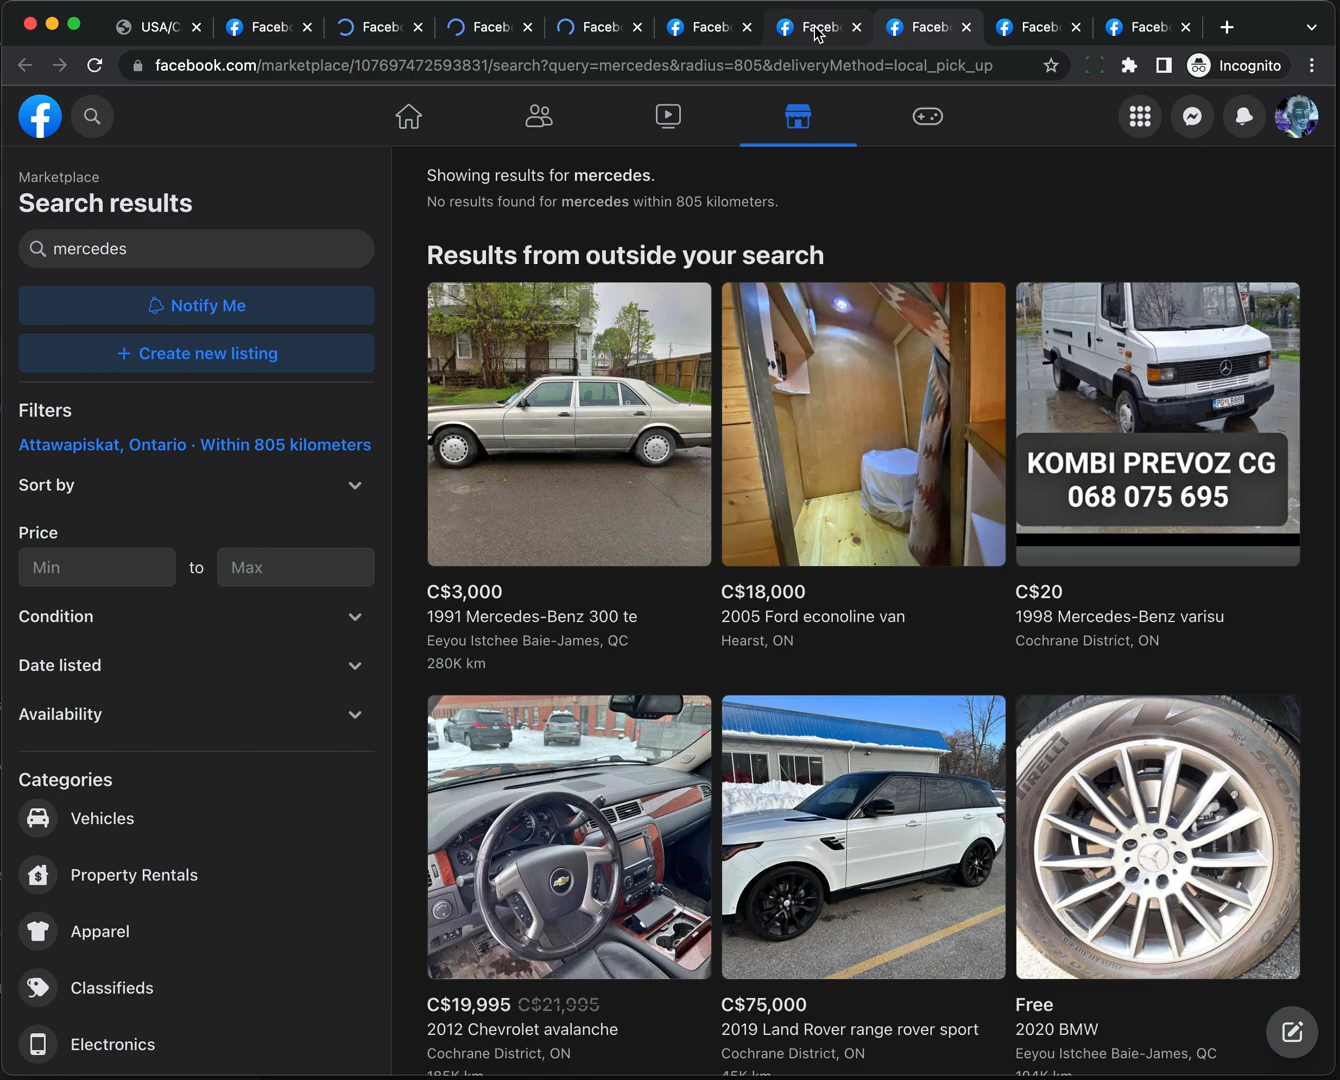 USA/C
Faceb
Faceb
Faceb
Faceb
Faceb
Faceb
Faceb
Faceb
Faceb
facebook.com/marketplace/107697472593831/search?query=mercedes&radius=805&deliveryMethod=local_pick_up
Incognito
Marketplace
Search results
mercedes
Notify Me
+ Create new listing
Filters
Attawapiskat, Ontario · Within 805 kilometers
Sort by
Price
Min to Max
Condition
Date listed
Availability
Categories
Vehicles
Property Rentals
Apparel
Classifieds
Electronics
Showing results for mercedes.
No results found for mercedes within 805 kilometers.
Results from outside your search
C$3,000
1991 Mercedes-Benz 300 te
Eeyou Istchee Baie-James, QC
280K km
C$18,000
2005 Ford econoline van
Hearst, ON
KOMBI PREVOZ CG
068 075 695
C$20
1998 Mercedes-Benz varisu
Cochrane District, ON
C$19,995 C$21,995
2012 Chevrolet avalanche
Cochrane District, ON
185K km
C$75,000
2019 Land Rover range rover sport
Cochrane District, ON
45K km
PIRELLI
Free
2020 BMW
Eeyou Istchee Baie-James, QC
104K km